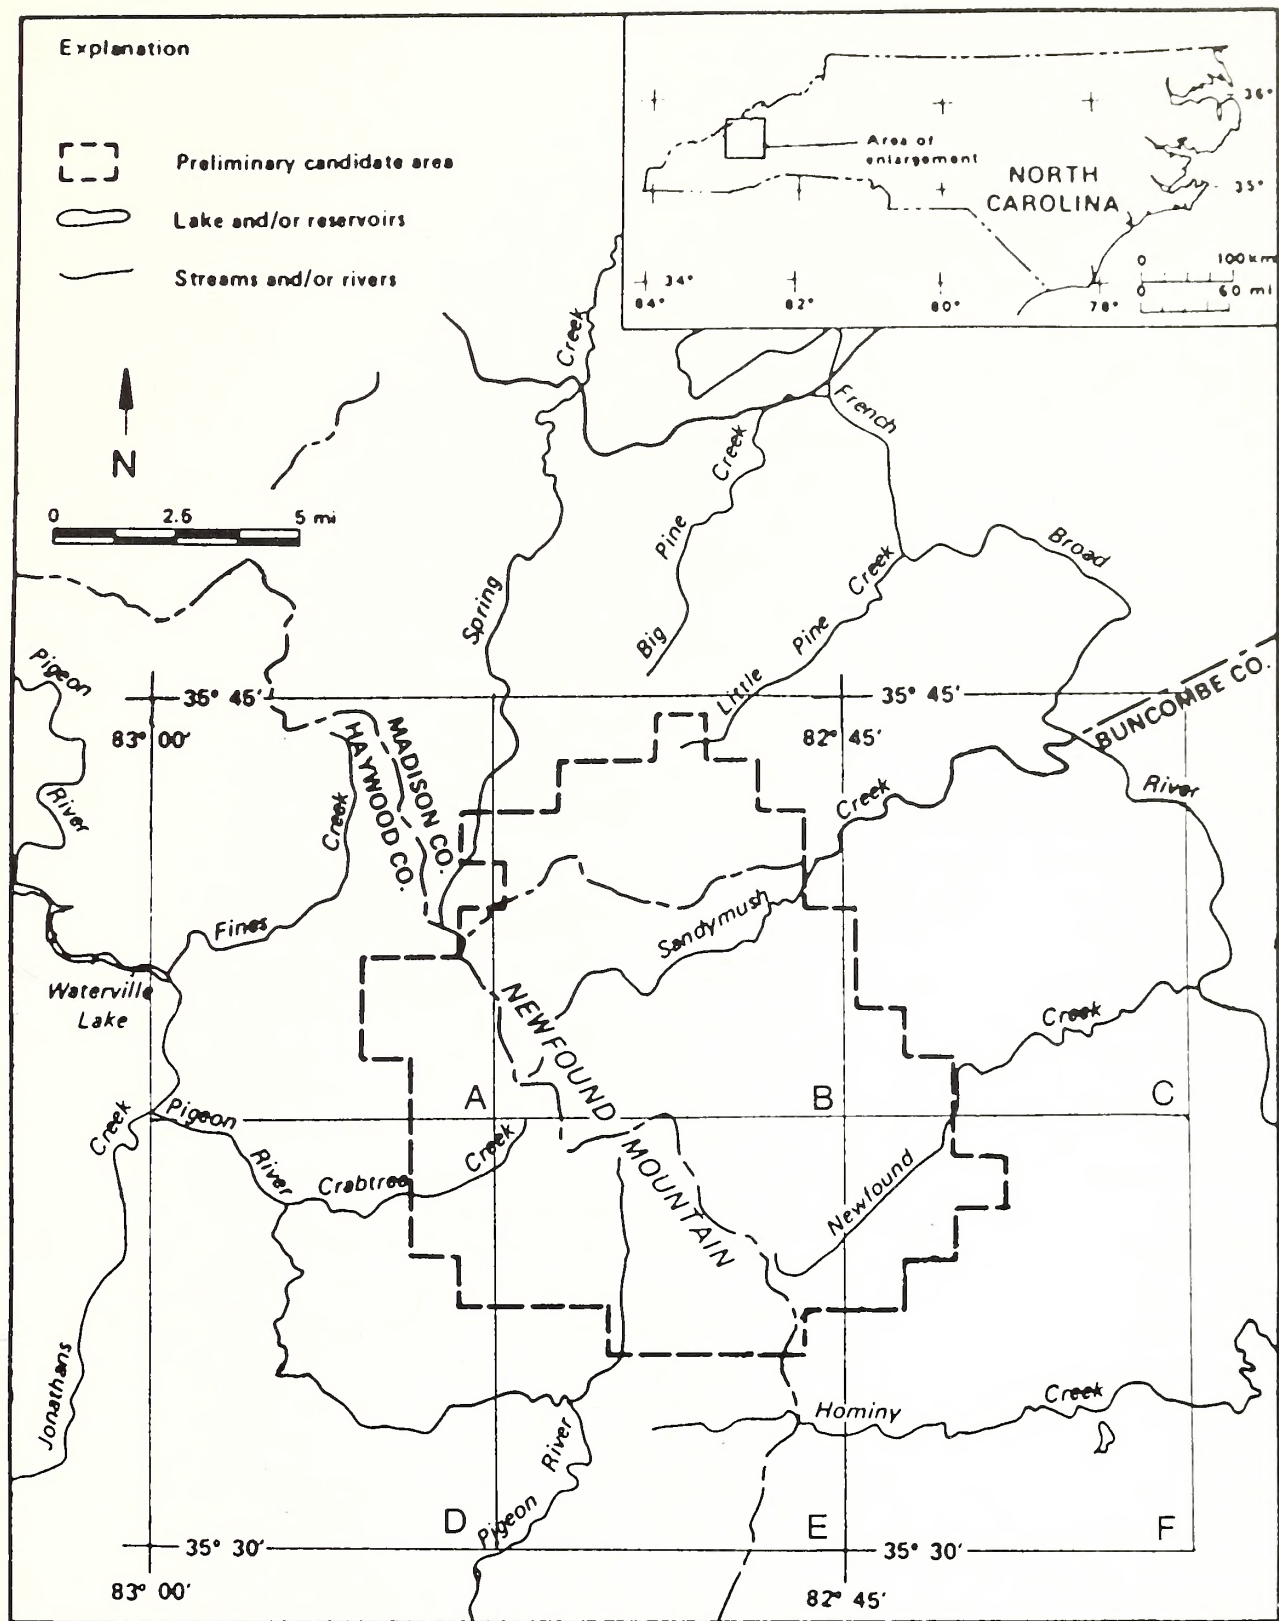 Explanation
Preliminary candidate area
Lake and/or reservoirs
Streams and/or rivers
36°
Area of
enlargement
NORTH
CAROLINA
35°
0 100 km
0 60 mi
34°
84° 82° 80° 78°
N
0 2.5 5 mi
Creek
French
Creek
Pine
Big
Broad
Creek
Pine
Little
Spring
Pigeon
River
35° 45′
35° 45′
83° 00′
82° 45′
BUNCOMBE CO.
MADISON CO.
HAYWOOD CO.
Creek
Fines
Creek
Sandymush
River
Waterville
Lake
NEWFOUND
MOUNTAIN
Creek
Newfound
A
B
C
Creek
Jonathans
Pigeon
River
Crabtree
Creek
Hominy
Creek
River
Pigeon
D
E
F
35° 30′
35° 30′
83° 00′
82° 45′